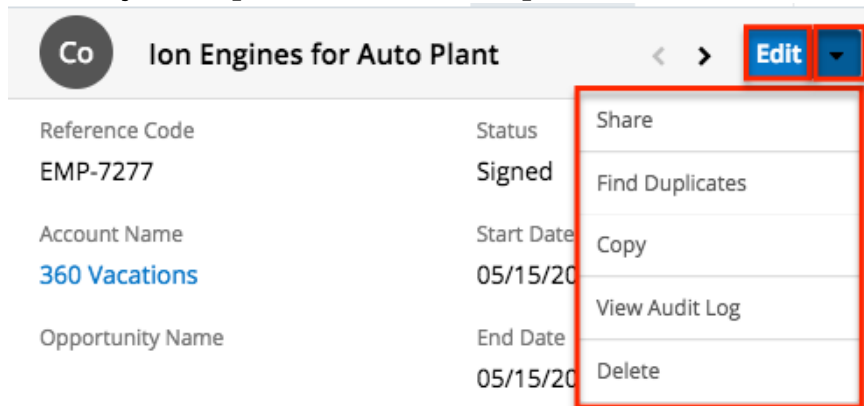 Co Ion Engines for Auto Plant Edit
Reference Code Status Share
EMP-7277 Signed Find Duplicates
Account Name Start Date Copy
360 Vacations 05/15/20
View Audit Log
Opportunity Name End Date
05/15/20 Delete